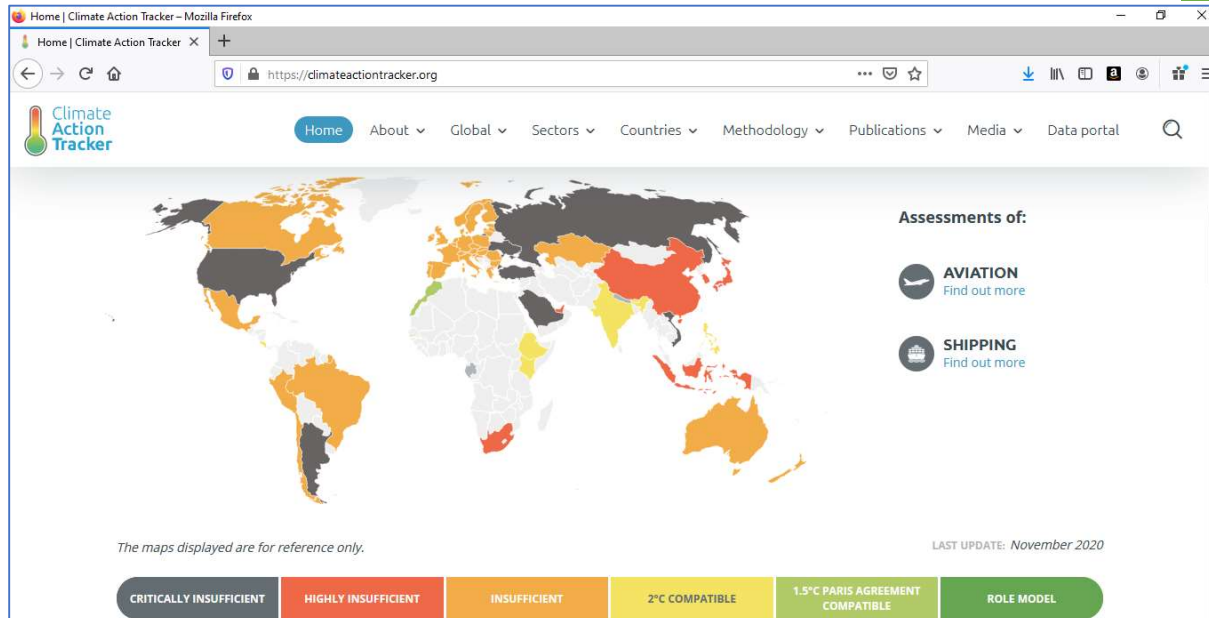 Home | Climate Action Tracker – Mozilla Firefox
Home | Climate Action Tracker
https://climateactiontracker.org
Climate
Action
Tracker
Home About Global Sectors Countries Methodology Publications Media Data portal
Assessments of:
AVIATION
Find out more
SHIPPING
Find out more
The maps displayed are for reference only.
LAST UPDATE: November 2020
CRITICALLY INSUFFICIENT HIGHLY INSUFFICIENT INSUFFICIENT 2°C COMPATIBLE 1.5°C PARIS AGREEMENT COMPATIBLE ROLE MODEL